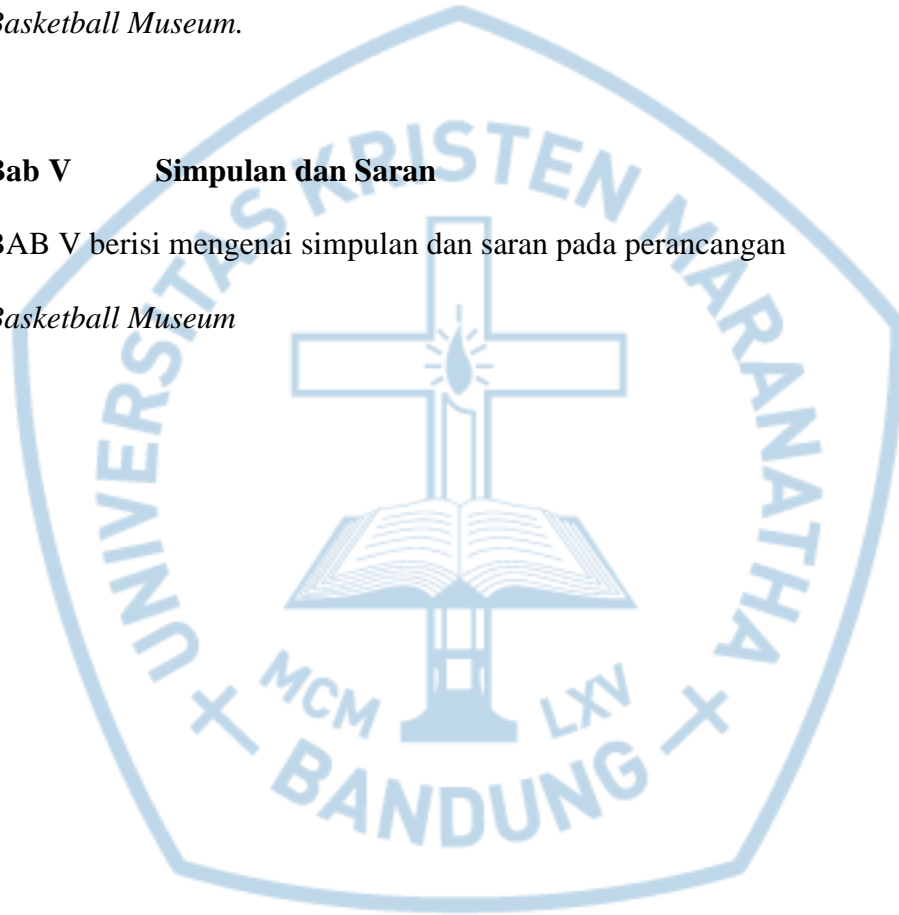 Basketball Museum.
Bab V Simpulan dan Saran
BAB V berisi mengenai simpulan dan saran pada perancangan
Basketball Museum
UNIVERSITAS KRISTEN MARANATHA
MCM LXV
BANDUNG